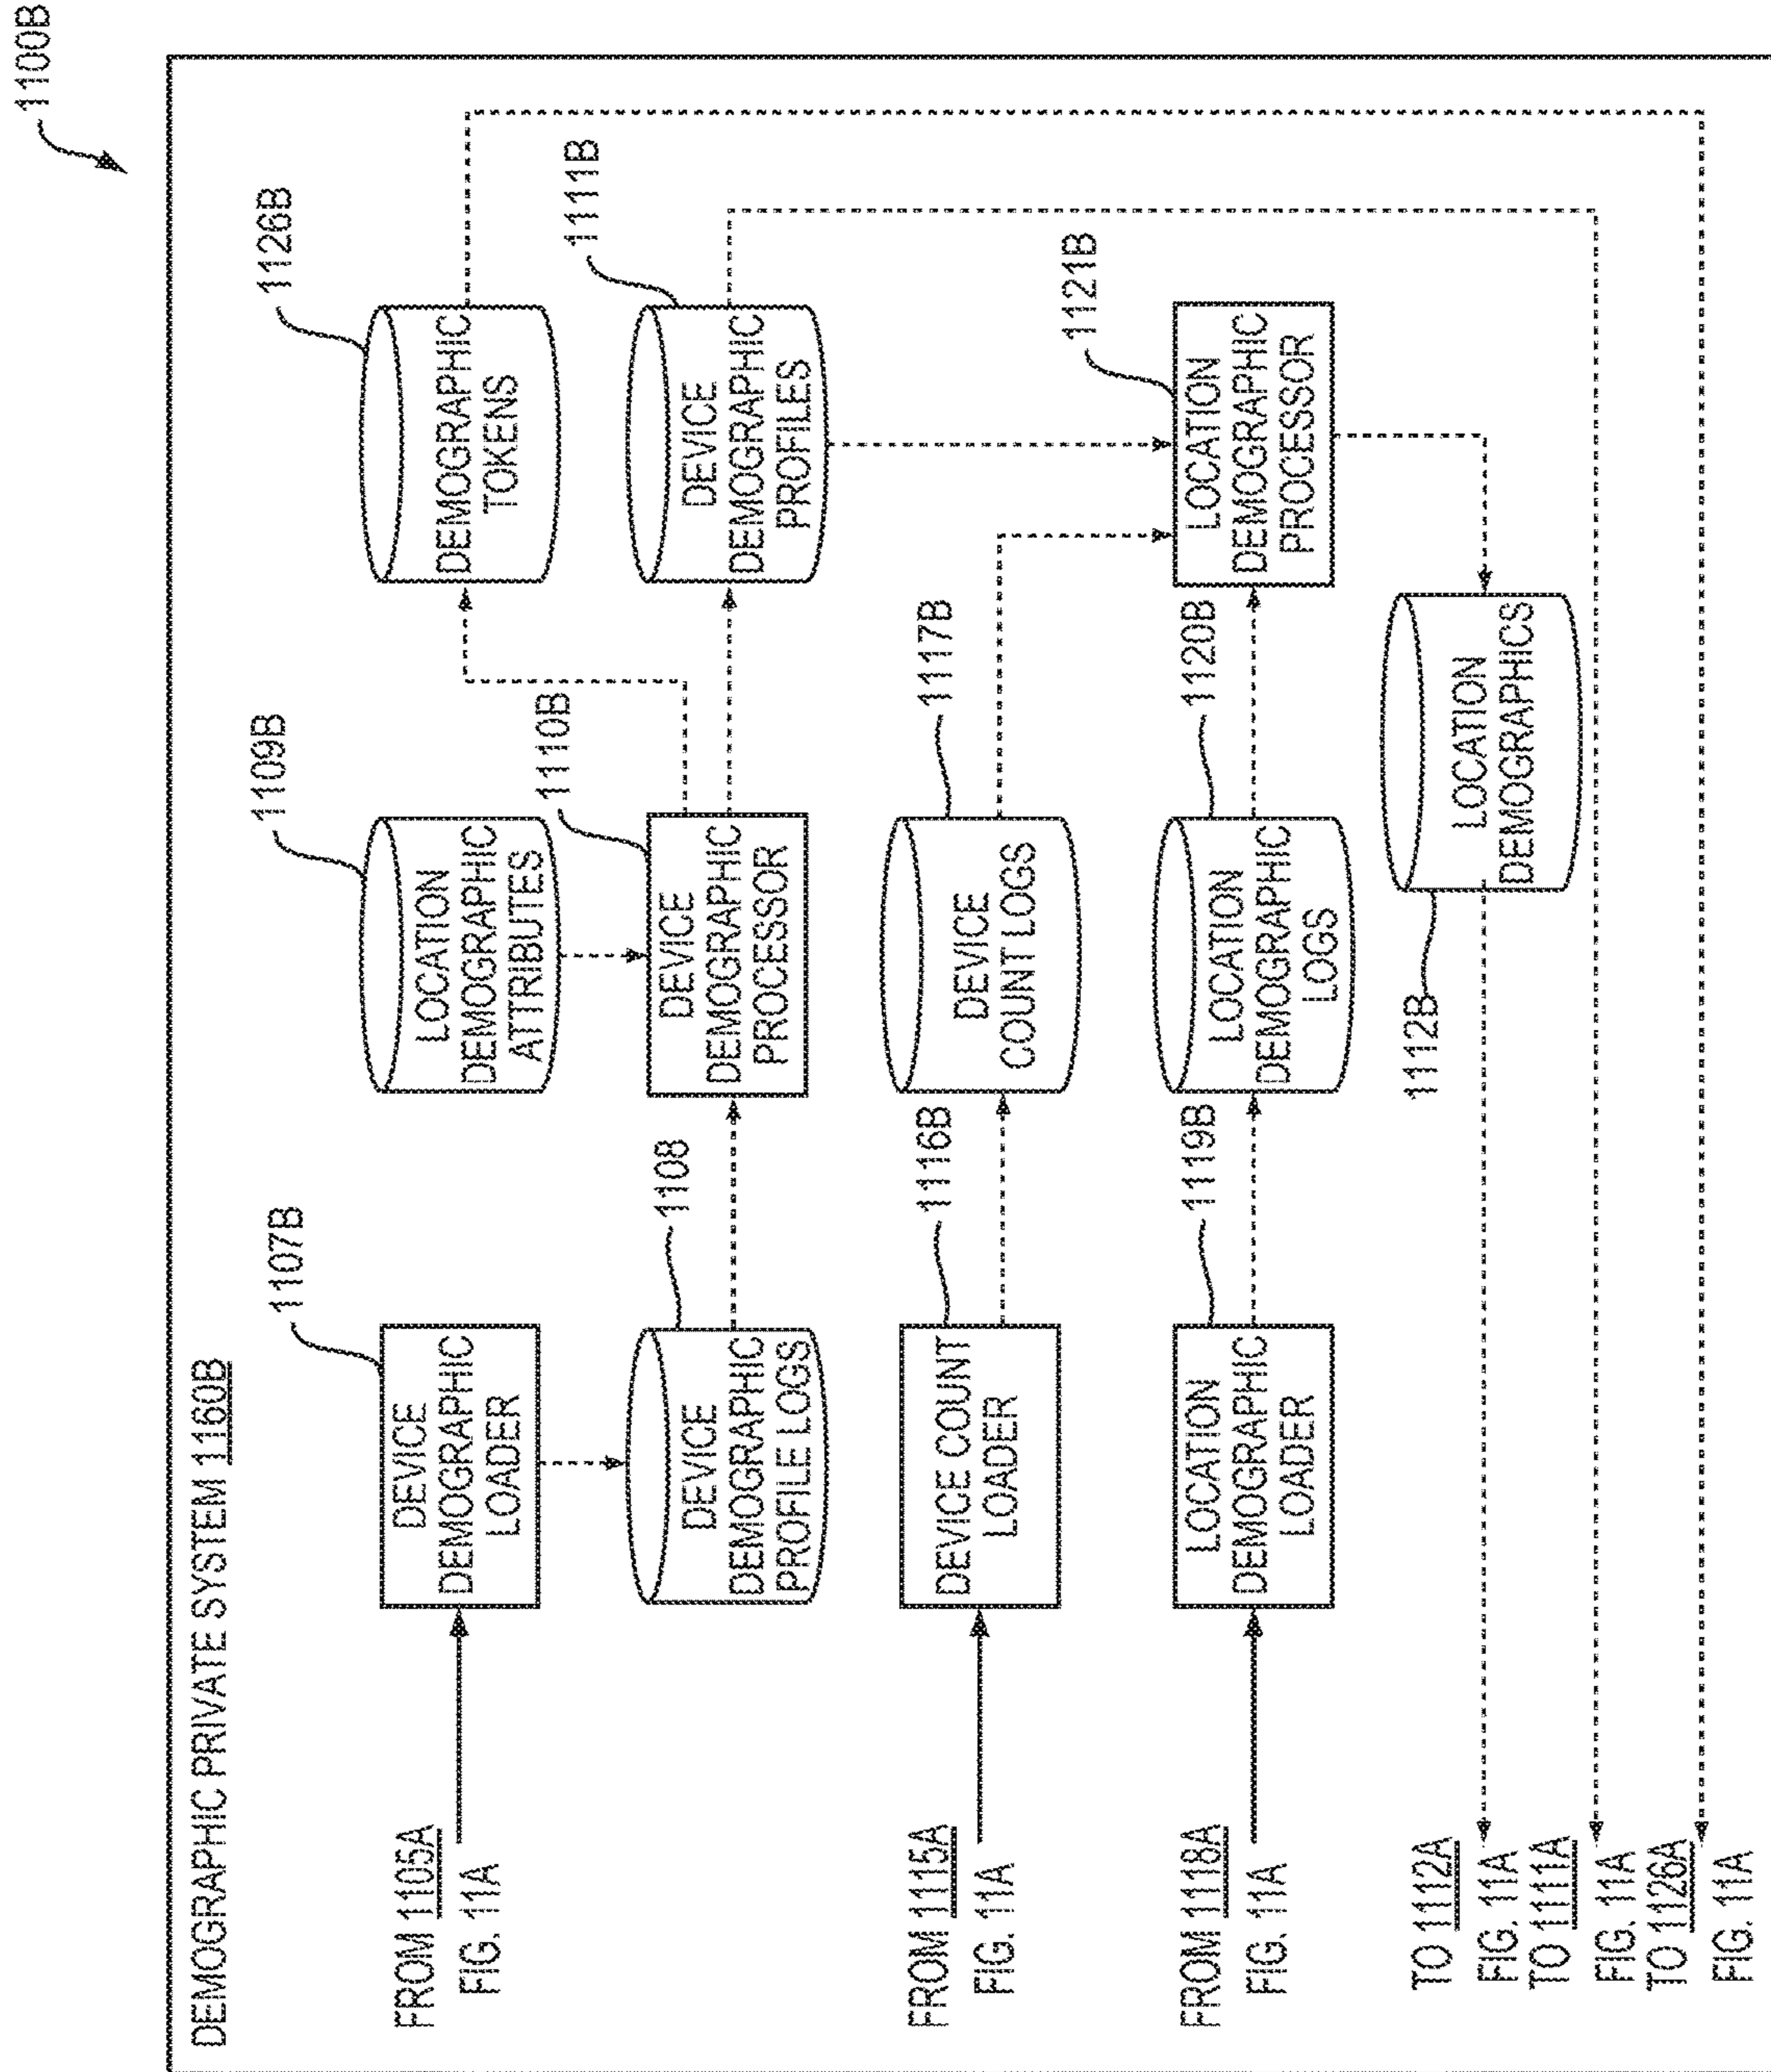 1100B
DEMOGRAPHIC PRIVATE SYSTEM 1160B
FROM 1105A
FIG. 11A
1107B
DEVICE
DEMOGRAPHIC
LOADER
1109B
LOCATION
DEMOGRAPHIC
ATTRIBUTES
1126B
DEMOGRAPHIC
TOKENS
1108
DEVICE
DEMOGRAPHIC
PROFILE LOGS
1110B
DEVICE
DEMOGRAPHIC
PROCESSOR
1111B
DEVICE
DEMOGRAPHIC
PROFILES
FROM 1115A
FIG. 11A
1116B
DEVICE COUNT
LOADER
1117B
DEVICE
COUNT LOGS
1121B
LOCATION
DEMOGRAPHIC
PROCESSOR
FROM 1118A
FIG. 11A
1119B
LOCATION
DEMOGRAPHIC
LOADER
1120B
LOCATION
DEMOGRAPHIC
LOGS
1112B
LOCATION
DEMOGRAPHICS
TO 1112A
FIG. 11A
TO 1111A
FIG. 11A
TO 1126A
FIG. 11A